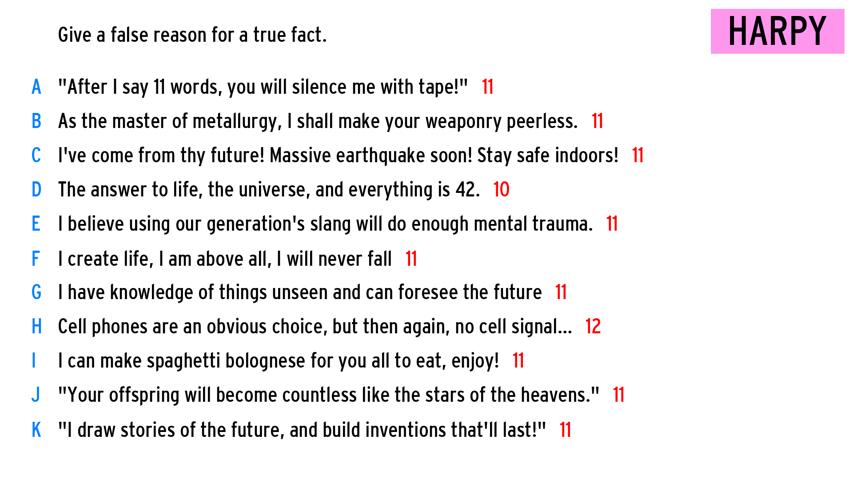 Give a false reason for a true fact.
HARPY
A "After I say 11 words, you will silence me with tape!" 11
B As the master of metallurgy, I shall make your weaponry peerless. 11
C I've come from thy future! Massive earthquake soon! Stay safe indoors! 11
D The answer to life, the universe, and everything is 42. 10
E I believe using our generation's slang will do enough mental trauma. 11
F I create life, I am above all, I will never fall 11
G I have knowledge of things unseen and can foresee the future 11
H Cell phones are an obvious choice, but then again, no cell signal... 12
I I can make spaghetti bolognese for you all to eat, enjoy! 11
J "Your offspring will become countless like the stars of the heavens." 11
K "I draw stories of the future, and build inventions that'll last!" 11